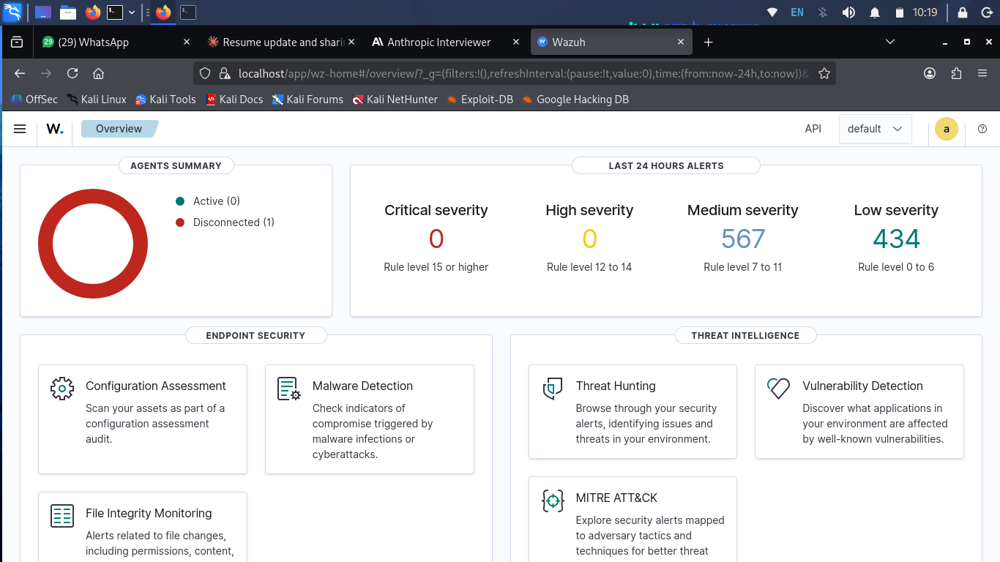 EN
10:19
29
(29) WhatsApp
Resume update and shari
Anthropic Interviewer
Wazuh
localhost/app/wz-home#/overview/?_g=(filters:!(),refreshInterval:(pause:!t,value:0),time:(from:now-24h,to:now))&_
OffSec
Kali Linux
Kali Tools
Kali Docs
Kali Forums
Kali NetHunter
Exploit-DB
Google Hacking DB
W.
Overview
API
default
a
AGENTS SUMMARY
Active (0)
Disconnected (1)
LAST 24 HOURS ALERTS
Critical severity
0
Rule level 15 or higher
High severity
0
Rule level 12 to 14
Medium severity
567
Rule level 7 to 11
Low severity
434
Rule level 0 to 6
ENDPOINT SECURITY
Configuration Assessment
Scan your assets as part of a
configuration assessment
audit.
Malware Detection
Check indicators of
compromise triggered by
malware infections or
cyberattacks.
File Integrity Monitoring
Alerts related to file changes,
including permissions, content,
THREAT INTELLIGENCE
Threat Hunting
Browse through your security
alerts, identifying issues and
threats in your environment.
Vulnerability Detection
Discover what applications in
your environment are affected
by well-known vulnerabilities.
MITRE ATT&CK
Explore security alerts mapped
to adversary tactics and
techniques for better threat